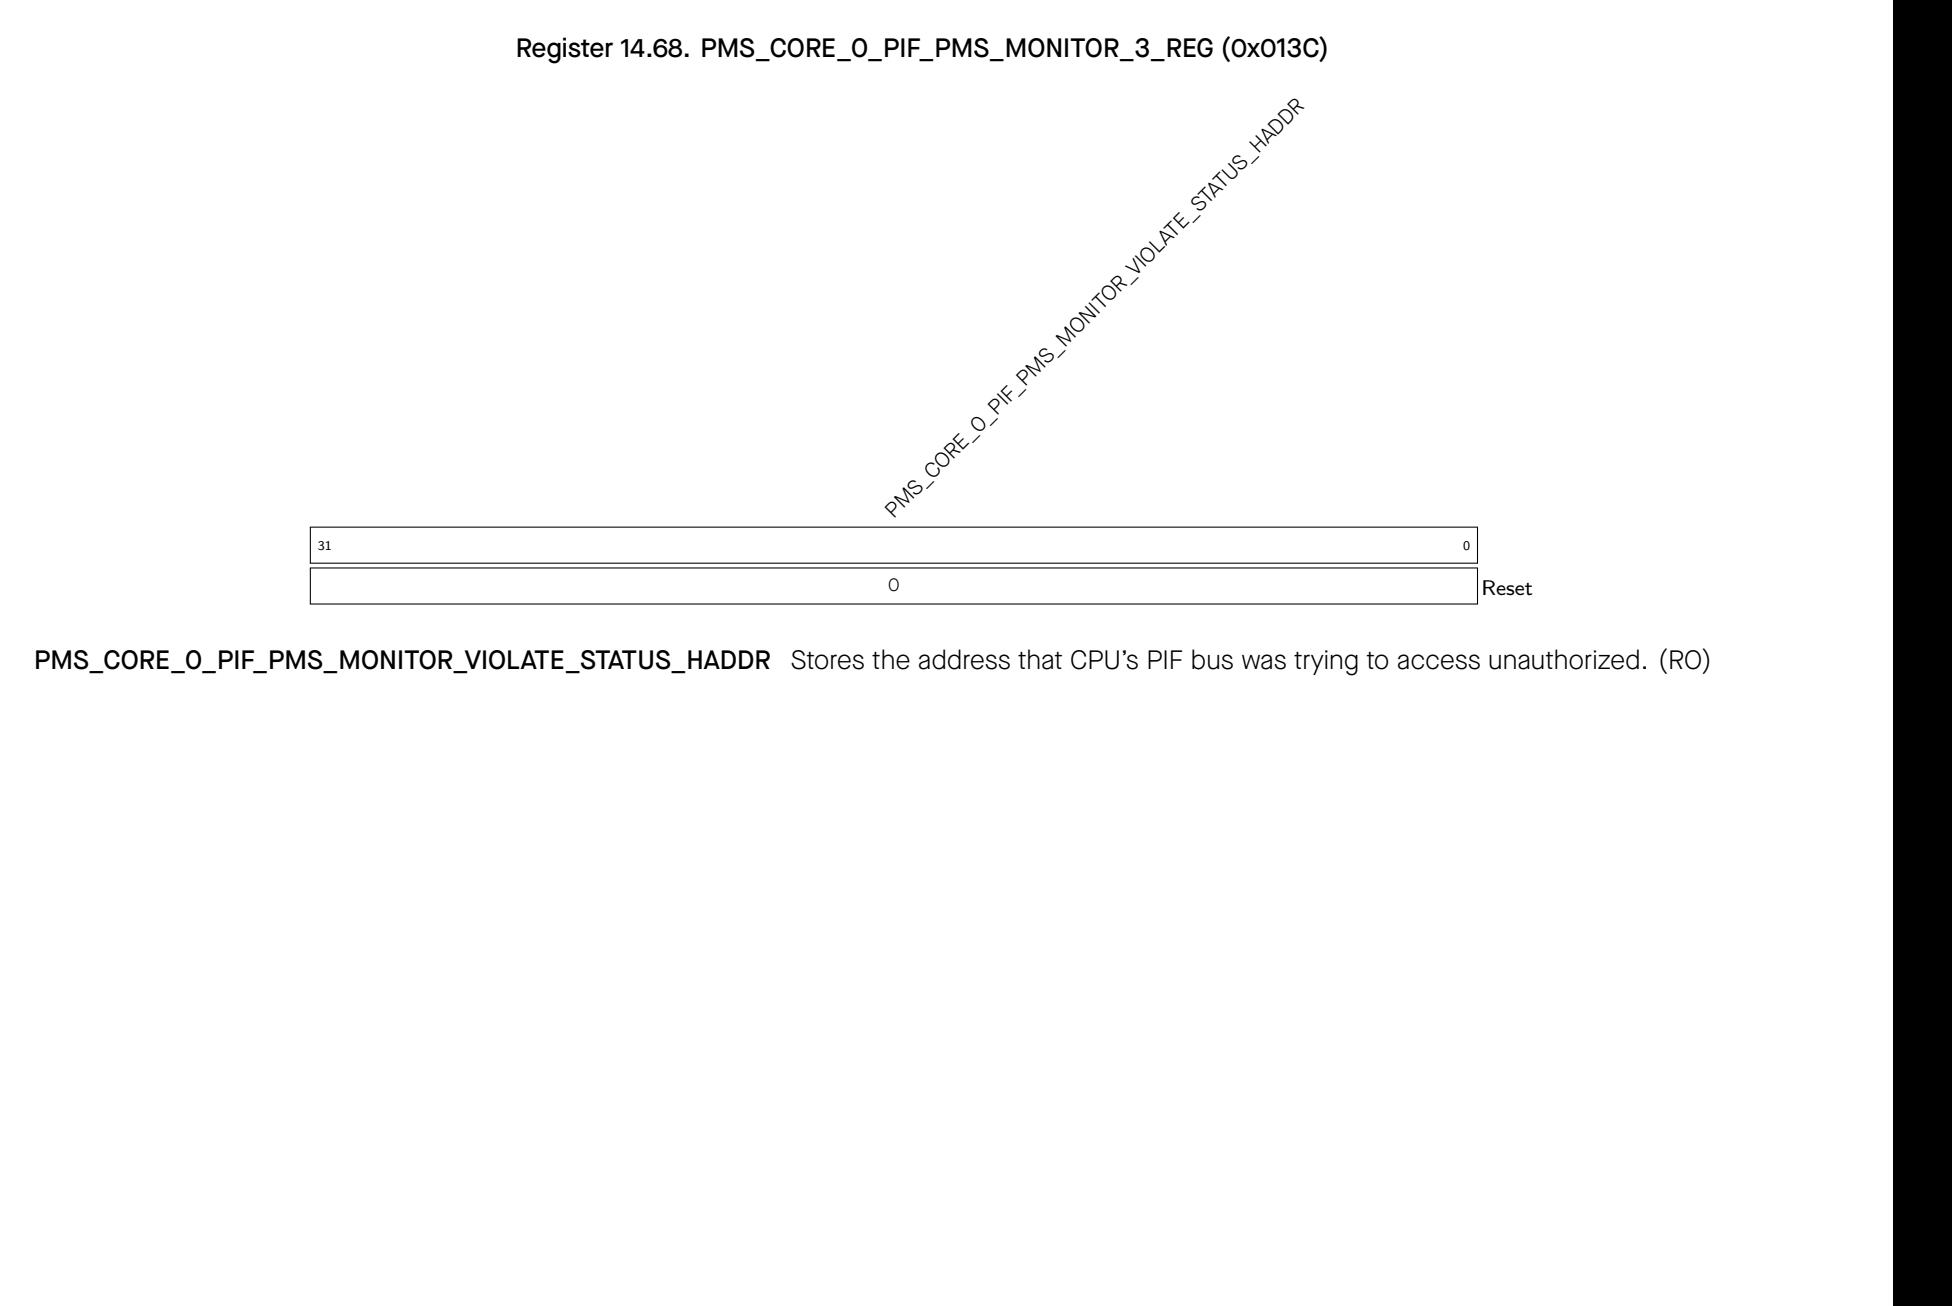 Register 14.68. PMS_CORE_0_PIF_PMS_MONITOR_3_REG (0x013C)
PMS_CORE_0_PIF_PMS_MONITOR_VIOLATE_STATUS_HADDR
31 0
0 Reset
PMS_CORE_0_PIF_PMS_MONITOR_VIOLATE_STATUS_HADDR Stores the address that CPU’s PIF bus was trying to access unauthorized. (RO)